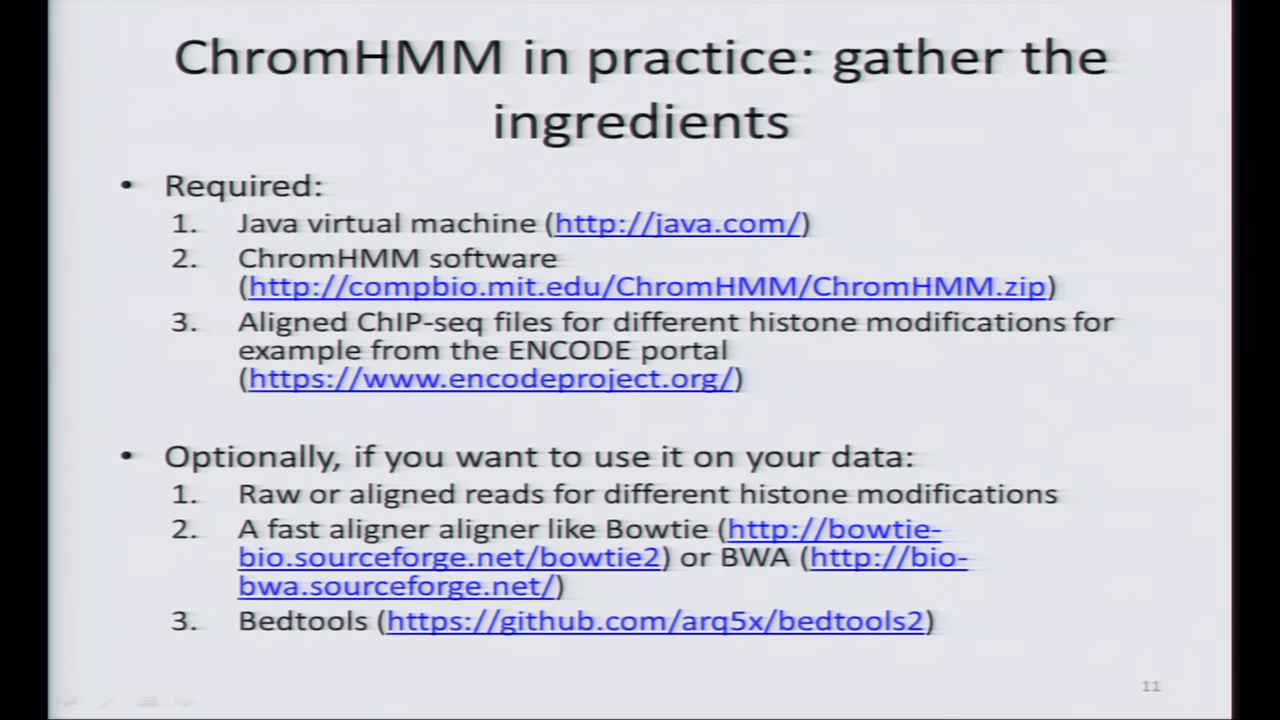 ChromHMM in practice: gather the
ingredients
• Required:
1. Java virtual machine (http://java.com/)
2. ChromHMM software
(http://compbio.mit.edu/ChromHMM/ChromHMM.zip)
3. Aligned ChIP-seq files for different histone modifications for
example from the ENCODE portal
(https://www.encodeproject.org/)
• Optionally, if you want to use it on your data:
1. Raw or aligned reads for different histone modifications
2. A fast aligner aligner like Bowtie (http://bowtie-
bio.sourceforge.net/bowtie2) or BWA (http://bio-
bwa.sourceforge.net/)
3. Bedtools (https://github.com/arq5x/bedtools2)
11